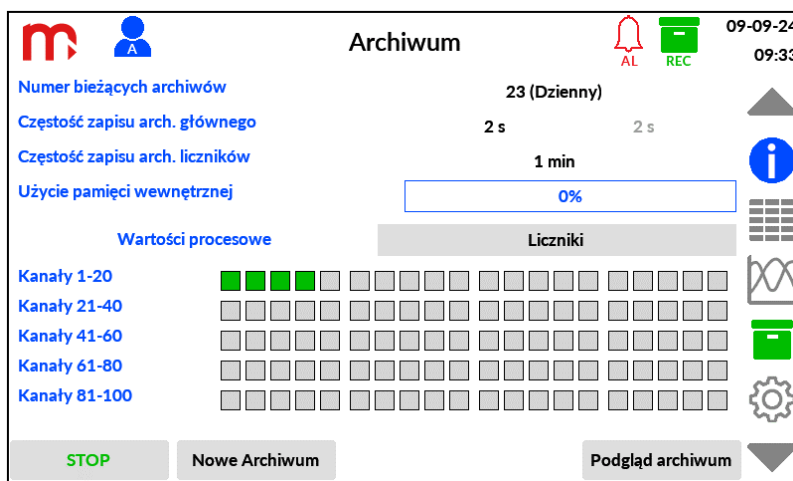 A
Archiwum
AL
REC
09-09-24
09:33
Numer bieżących archiwów
23 (Dzienny)
Częstość zapisu arch. głównego
2 s
2 s
Częstość zapisu arch. liczników
1 min
Użycie pamięci wewnętrznej
0%
Wartości procesowe
Liczniki
Kanały 1-20
Kanały 21-40
Kanały 41-60
Kanały 61-80
Kanały 81-100
STOP
Nowe Archiwum
Podgląd archiwum